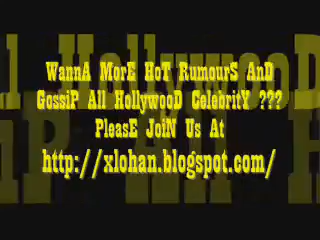 WannA MorE HoT RumourS AnD
GossiP All HollywooD CelebritY ???
PleasE JoiN Us At
http://xlohan.blogspot.com/